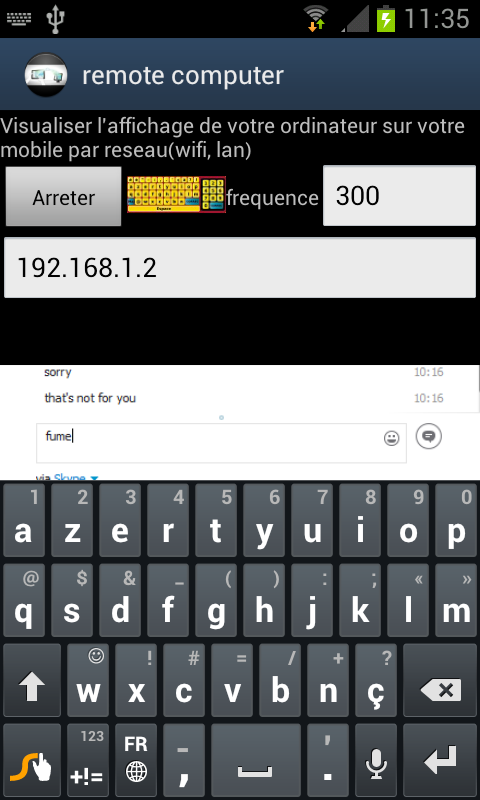 11:35
remote computer
Visualiser l'affichage de votre ordinateur sur votre
mobile par reseau(wifi, lan)
Arreter frequence 300
192.168.1.2
sorry 10:16
that's not for you 10:16
fume
via Skype
1 2 3 4 5 6 7 8 9 0
a z e r t y u i o p
@ $ & _ ( ) : ; « »
q s d f g h j k l m
! # = / + ?
w x c v b n ç
123 FR - '
+!= , .